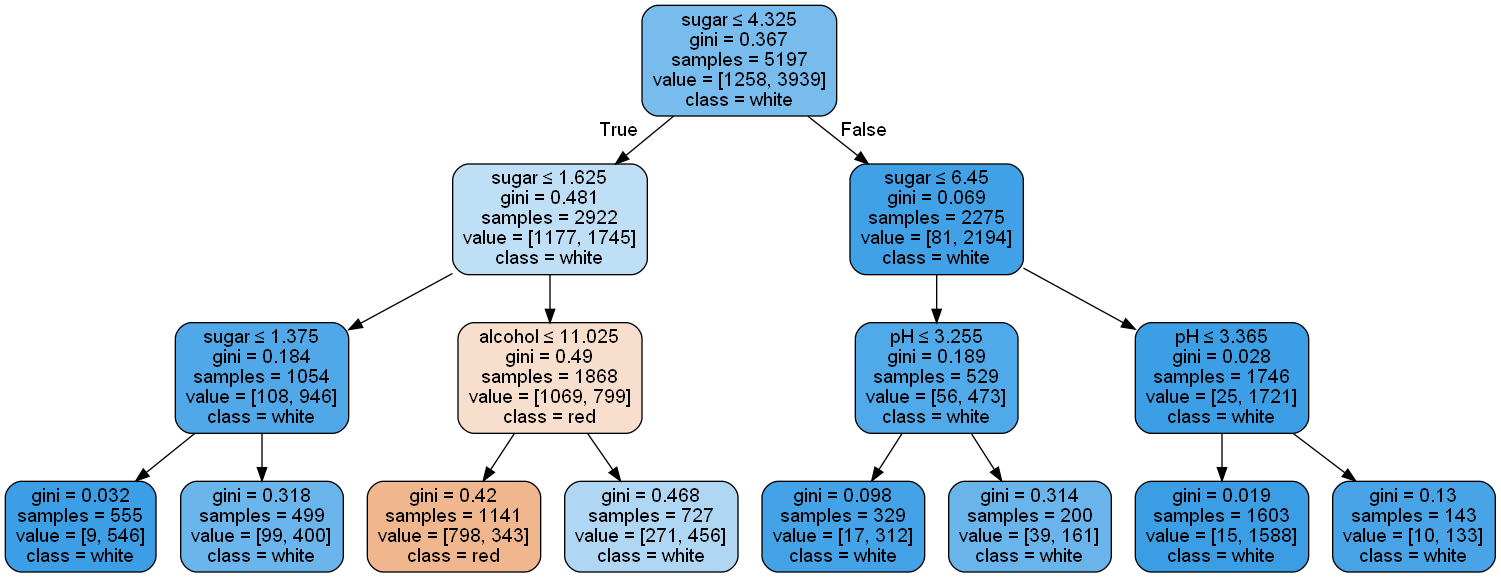 sugar ≤ 4.325
gini = 0.367
samples = 5197
value = [1258, 3939]
class = white
True
False
sugar ≤ 1.625
gini = 0.481
samples = 2922
value = [1177, 1745]
class = white
sugar ≤ 6.45
gini = 0.069
samples = 2275
value = [81, 2194]
class = white
sugar ≤ 1.375
gini = 0.184
samples = 1054
value = [108, 946]
class = white
alcohol ≤ 11.025
gini = 0.49
samples = 1868
value = [1069, 799]
class = red
pH ≤ 3.255
gini = 0.189
samples = 529
value = [56, 473]
class = white
pH ≤ 3.365
gini = 0.028
samples = 1746
value = [25, 1721]
class = white
gini = 0.032
samples = 555
value = [9, 546]
class = white
gini = 0.318
samples = 499
value = [99, 400]
class = white
gini = 0.42
samples = 1141
value = [798, 343]
class = red
gini = 0.468
samples = 727
value = [271, 456]
class = white
gini = 0.098
samples = 329
value = [17, 312]
class = white
gini = 0.314
samples = 200
value = [39, 161]
class = white
gini = 0.019
samples = 1603
value = [15, 1588]
class = white
gini = 0.13
samples = 143
value = [10, 133]
class = white